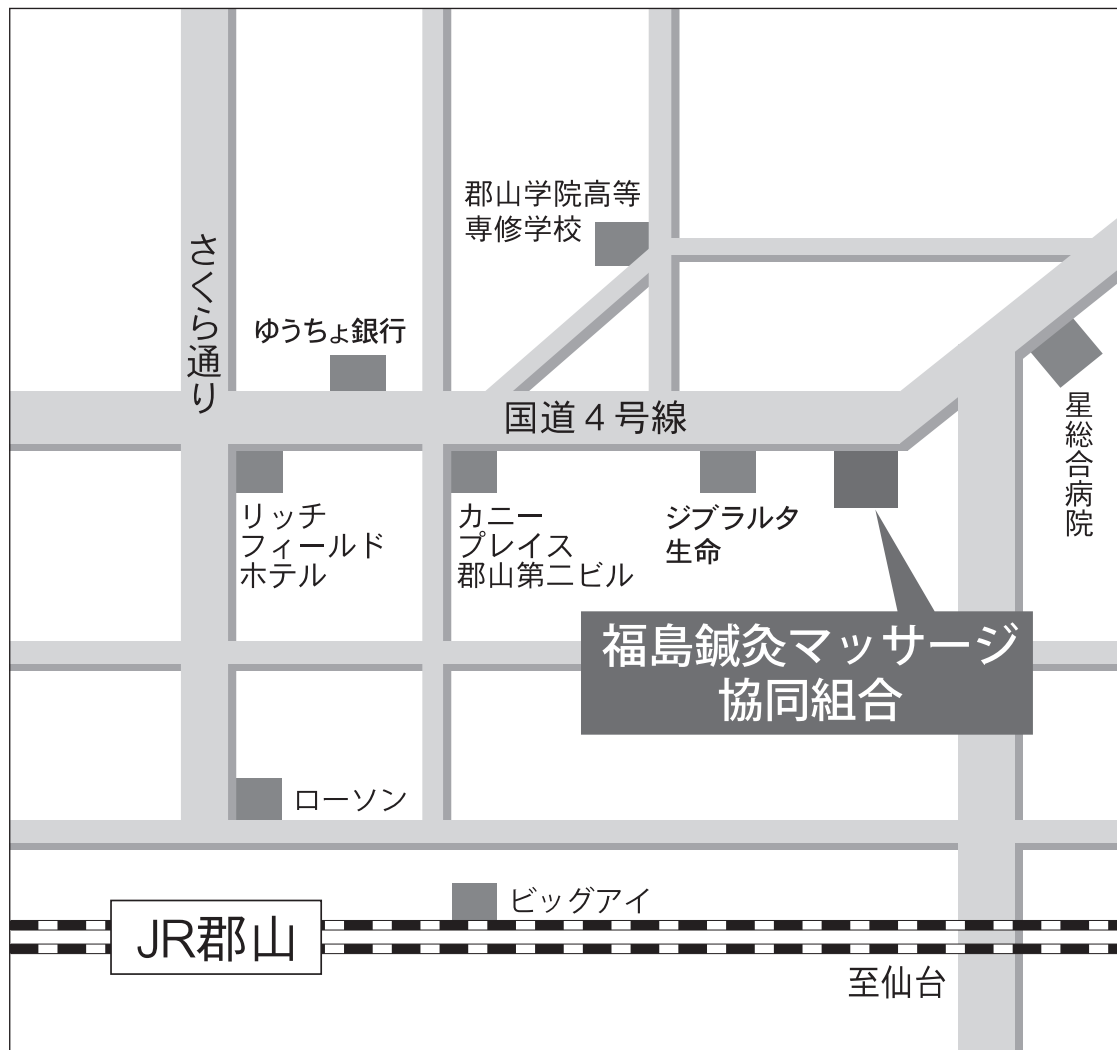 郡山学院高等
専修学校
さくら通り
ゆうちょ銀行
国道4号線
星総合病院
リッチ
フィールド
ホテル
カニー
プレイス
郡山第二ビル
ジブラルタ
生命
福島鍼灸マッサージ
協同組合
ローソン
ビッグアイ
JR郡山
至仙台